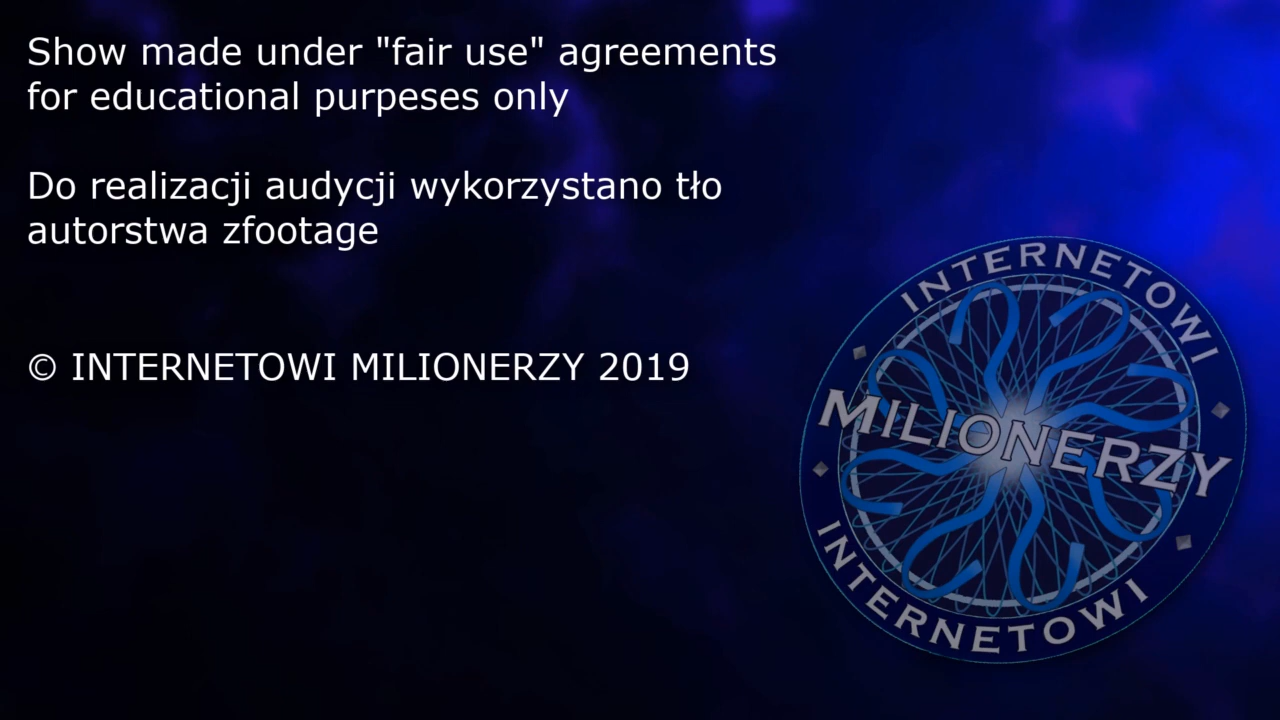 Show made under "fair use" agreements
for educational purpeses only
Do realizacji audycji wykorzystano tło
autorstwa zfootage
© INTERNETOWI MILIONERZY 2019
INTERNETOWI
MILIONERZY
INTERNETOWI